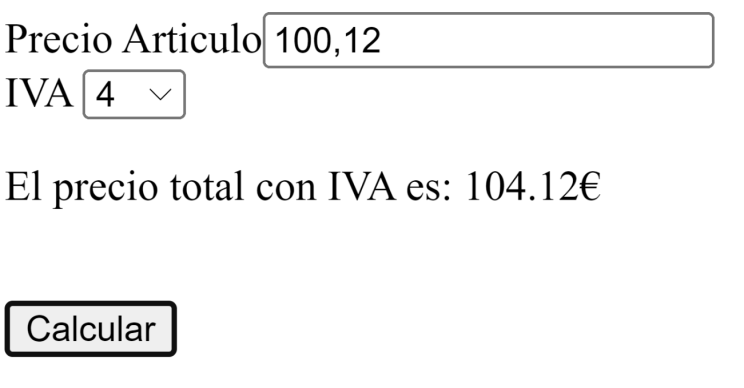 Precio Articulo 100,12
IVA 4
El precio total con IVA es: 104.12€
Calcular